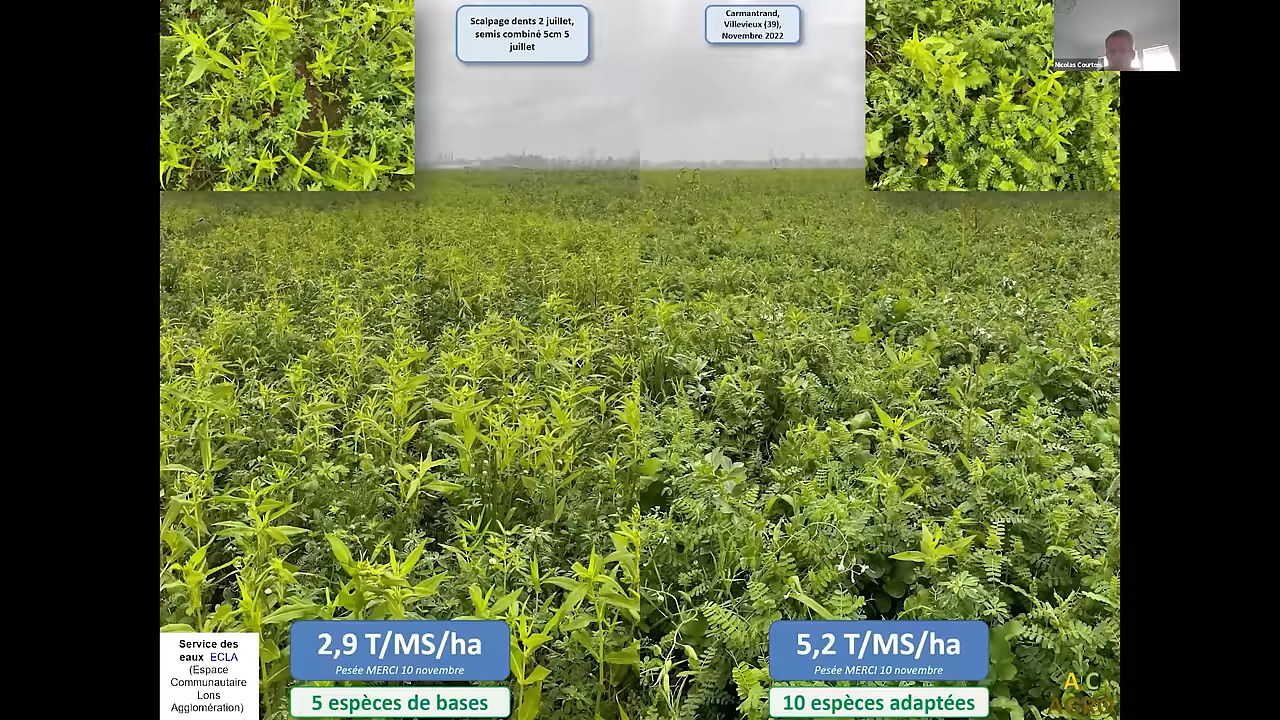 Scalpage dents 2 juillet,
semis combiné 5cm 5
juillet
Carmantrand,
Villevieux (39),
Novembre 2022
Nicolas Courtois
2,9 T/MS/ha
Pesée MERCI 10 novembre
5 espèces de bases
5,2 T/MS/ha
Pesée MERCI 10 novembre
10 espèces adaptées
Service des
eaux ECLA
(Espace
Communautaire
Lons
Agglomération)
A C
AGRO